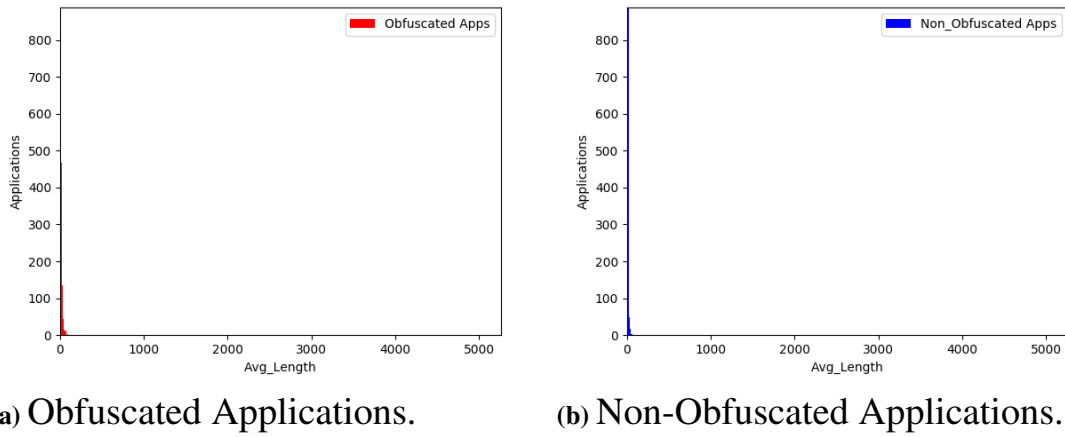 Obfuscated Apps
800
700
600
500
400
300
200
100
0
Applications
0 1000 2000 3000 4000 5000
Avg_Length
a) Obfuscated Applications.
Non_Obfuscated Apps
800
700
600
500
400
300
200
100
0
Applications
0 1000 2000 3000 4000 5000
Avg_Length
(b) Non-Obfuscated Applications.